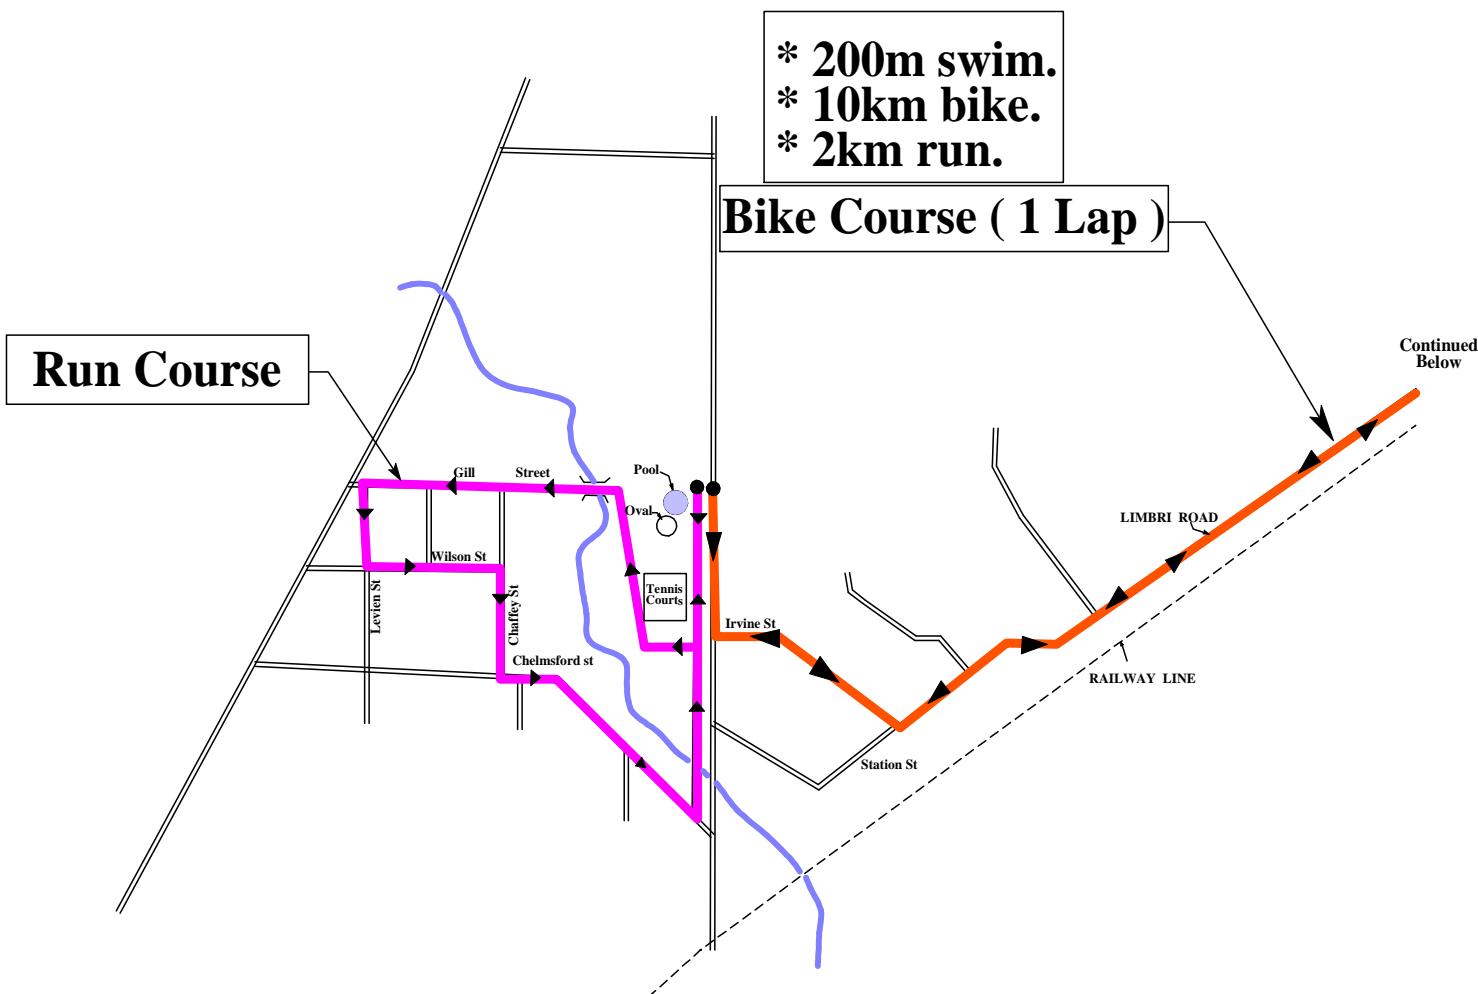 * 200m swim.
* 10km bike.
* 2km run.
Bike Course ( 1 Lap )
Continued
Below
Run Course
Gill
Street
Pool
Oval
LIMBRI ROAD
Wilson St
Tennis
Courts
Levien St
Chaffey St
Irvine St
Chelmsford st
RAILWAY LINE
Station St